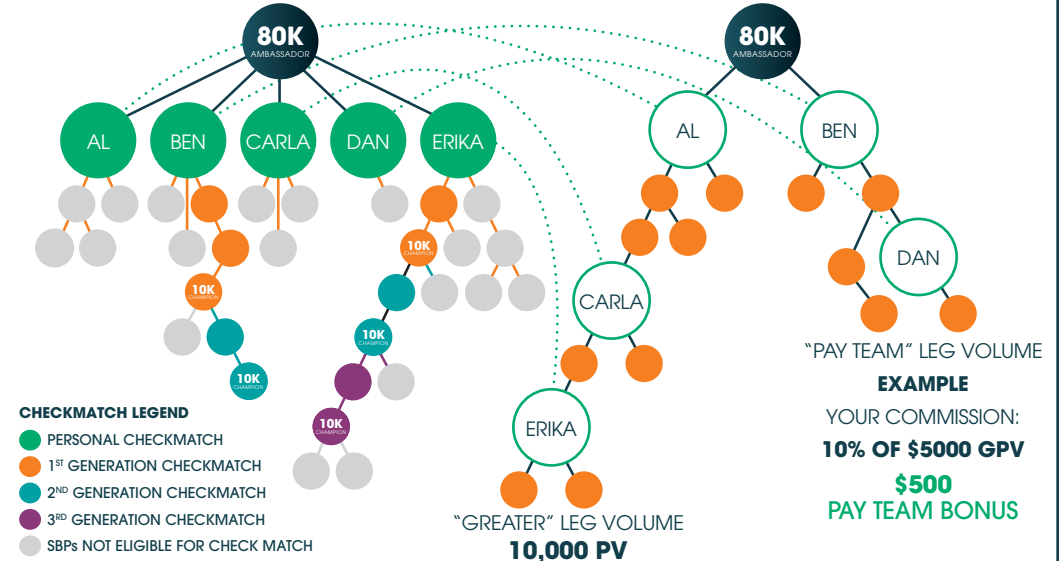 80K
AMBASSADOR
80K
AMBASSADOR
AL
BEN
CARLA
DAN
ERIKA
AL
BEN
10K
CHAMPION
10K
CHAMPION
10K
CHAMPION
10K
CHAMPION
10K
CHAMPION
DAN
CARLA
ERIKA
"PAY TEAM" LEG VOLUME
EXAMPLE
YOUR COMMISSION:
10% OF $5000 GPV
$500
PAY TEAM BONUS
CHECKMATCH LEGEND
PERSONAL CHECKMATCH
1ST GENERATION CHECKMATCH
2ND GENERATION CHECKMATCH
3RD GENERATION CHECKMATCH
SBPs NOT ELIGIBLE FOR CHECK MATCH
"GREATER" LEG VOLUME
10,000 PV